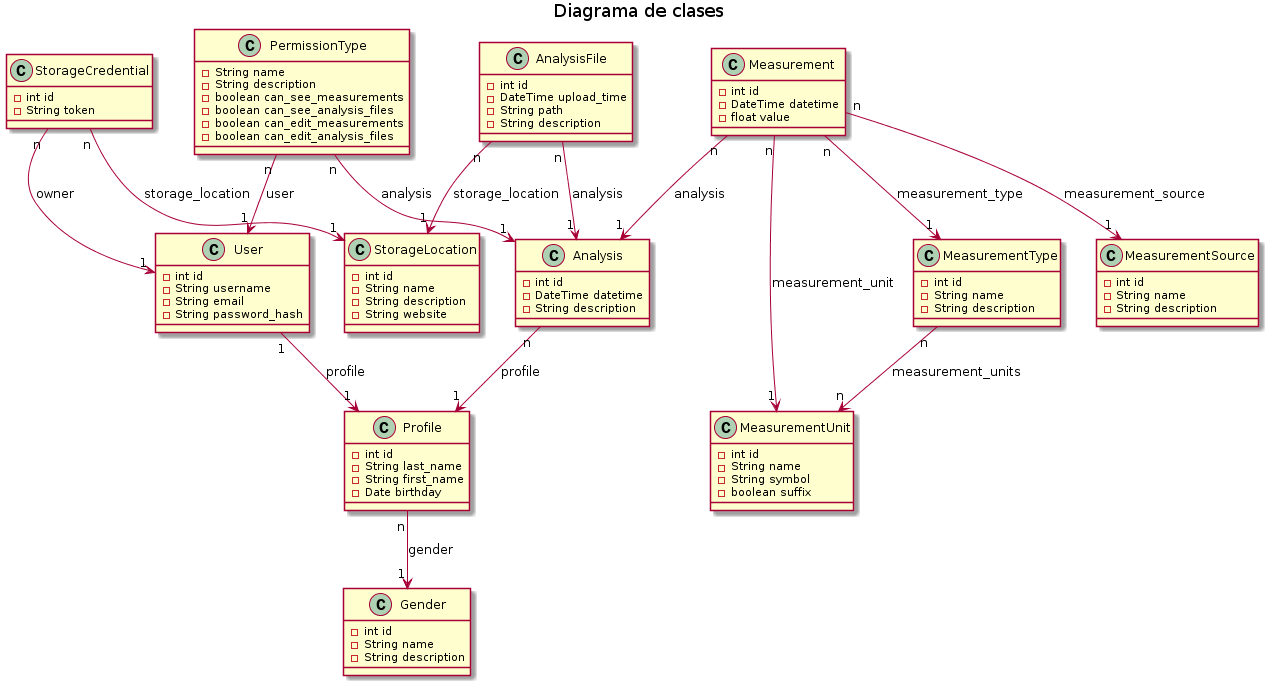 Diagrama de clases
C StorageCredential
int id
String token
C PermissionType
String name
String description
boolean can_see_measurements
boolean can_see_analysis_files
boolean can_edit_measurements
boolean can_edit_analysis_files
C AnalysisFile
int id
DateTime upload_time
String path
String description
C Measurement
int id
DateTime datetime
float value
n
n
n
n
n
n
n
n
n
n
owner
storage_location
user
analysis
storage_location
analysis
analysis
measurement_unit
measurement_type
measurement_source
1
1
1
1
1
1
1
1
1
C User
int id
String username
String email
String password_hash
C StorageLocation
int id
String name
String description
String website
C Analysis
int id
DateTime datetime
String description
C MeasurementType
int id
String name
String description
C MeasurementSource
int id
String name
String description
1
profile
1
n
profile
1
1
n
measurement_units
n
C Profile
int id
String last_name
String first_name
Date birthday
C MeasurementUnit
int id
String name
String symbol
boolean suffix
n
gender
1
C Gender
int id
String name
String description